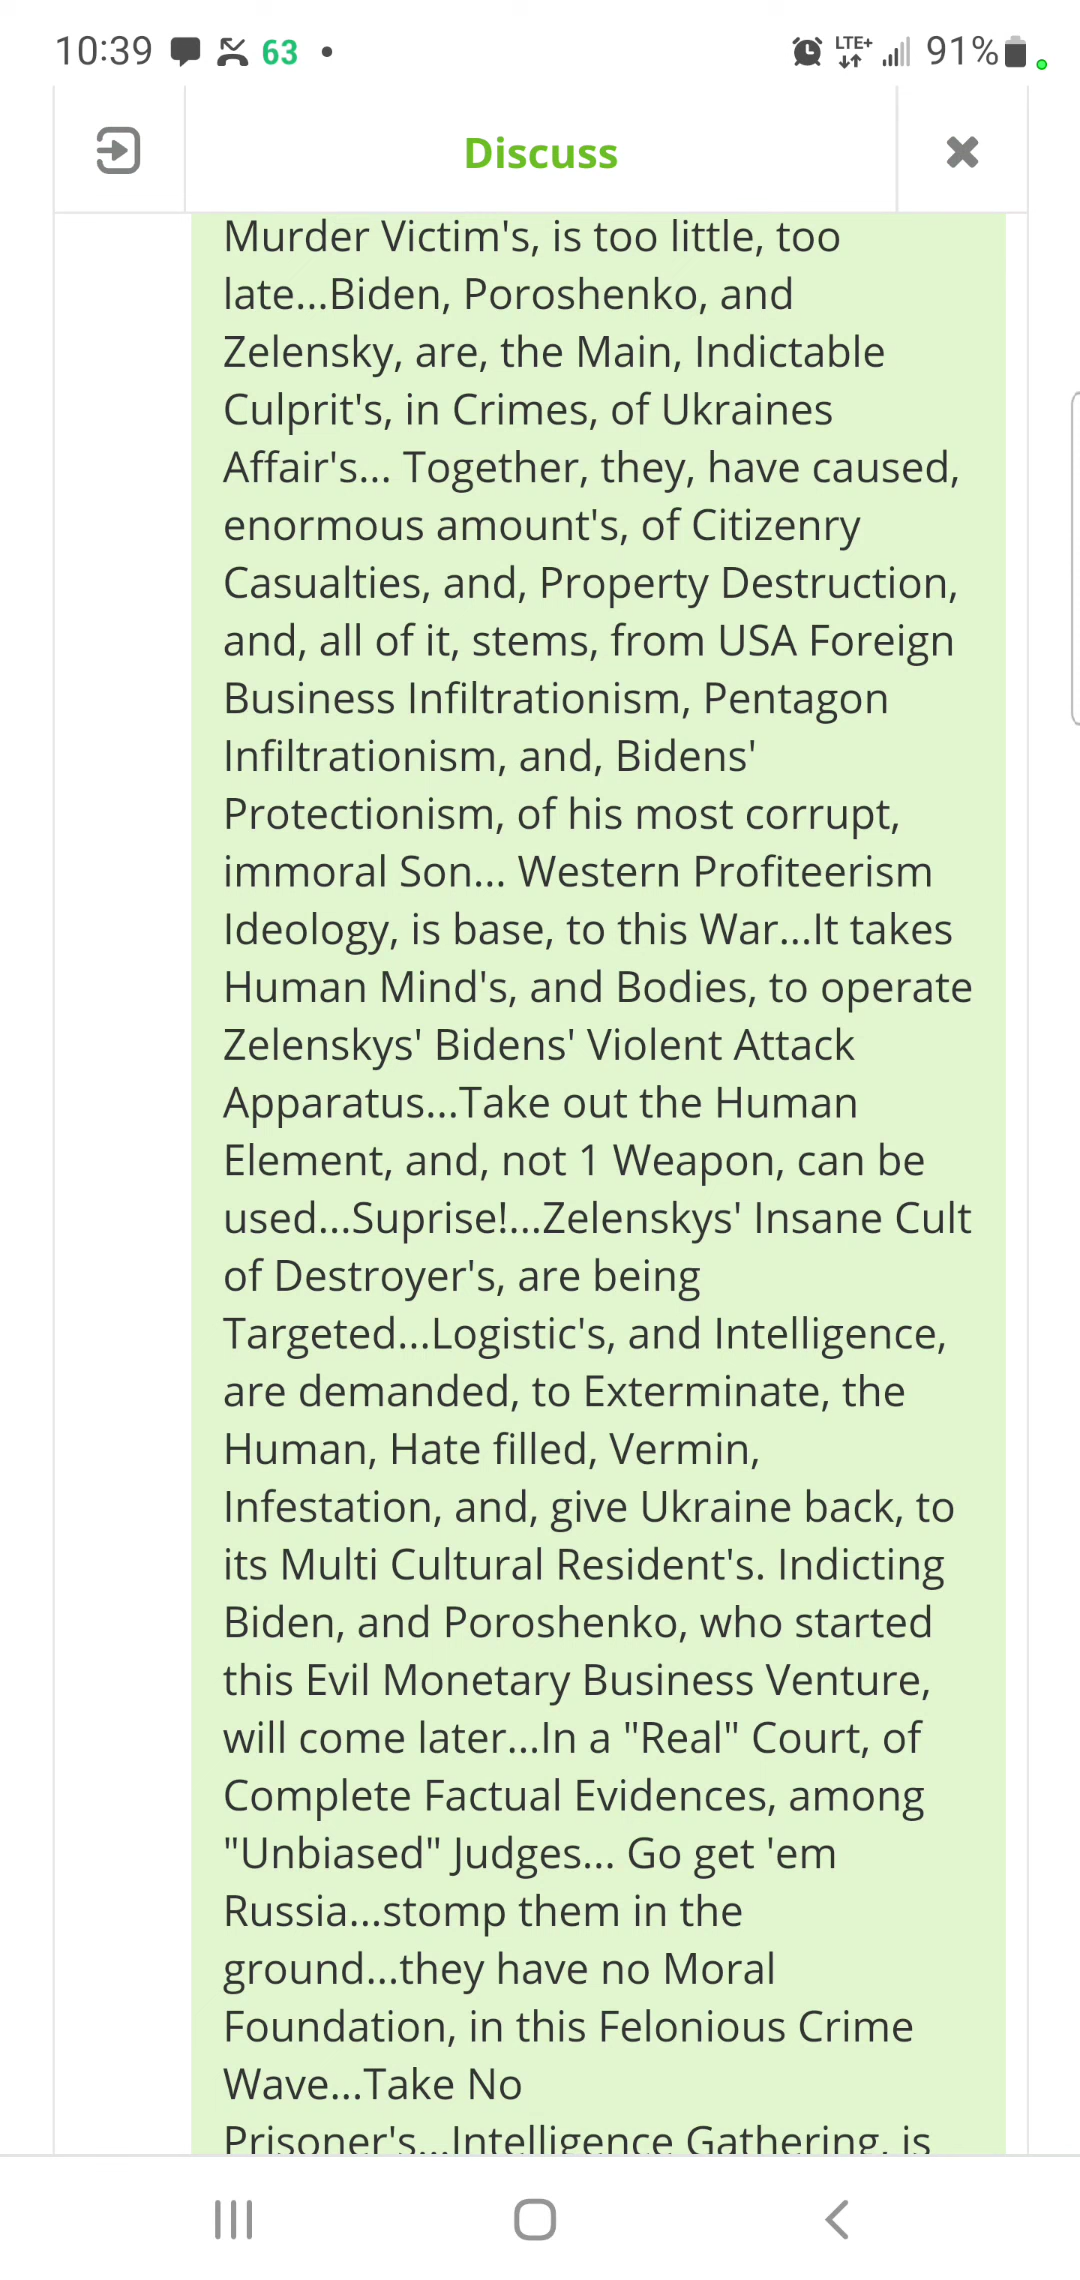 10:39 63 •
LTE+ 91%
Discuss
Murder Victim's, is too little, too
late...Biden, Poroshenko, and
Zelensky, are, the Main, Indictable
Culprit's, in Crimes, of Ukraines
Affair's... Together, they, have caused,
enormous amount's, of Citizenry
Casualties, and, Property Destruction,
and, all of it, stems, from USA Foreign
Business Infiltrationism, Pentagon
Infiltrationism, and, Bidens'
Protectionism, of his most corrupt,
immoral Son... Western Profiteerism
Ideology, is base, to this War...It takes
Human Mind's, and Bodies, to operate
Zelenskys' Bidens' Violent Attack
Apparatus...Take out the Human
Element, and, not 1 Weapon, can be
used...Suprise!...Zelenskys' Insane Cult
of Destroyer's, are being
Targeted...Logistic's, and Intelligence,
are demanded, to Exterminate, the
Human, Hate filled, Vermin,
Infestation, and, give Ukraine back, to
its Multi Cultural Resident's. Indicting
Biden, and Poroshenko, who started
this Evil Monetary Business Venture,
will come later...In a "Real" Court, of
Complete Factual Evidences, among
"Unbiased" Judges... Go get 'em
Russia...stomp them in the
ground...they have no Moral
Foundation, in this Felonious Crime
Wave...Take No
Prisoner's...Intelligence Gathering, is